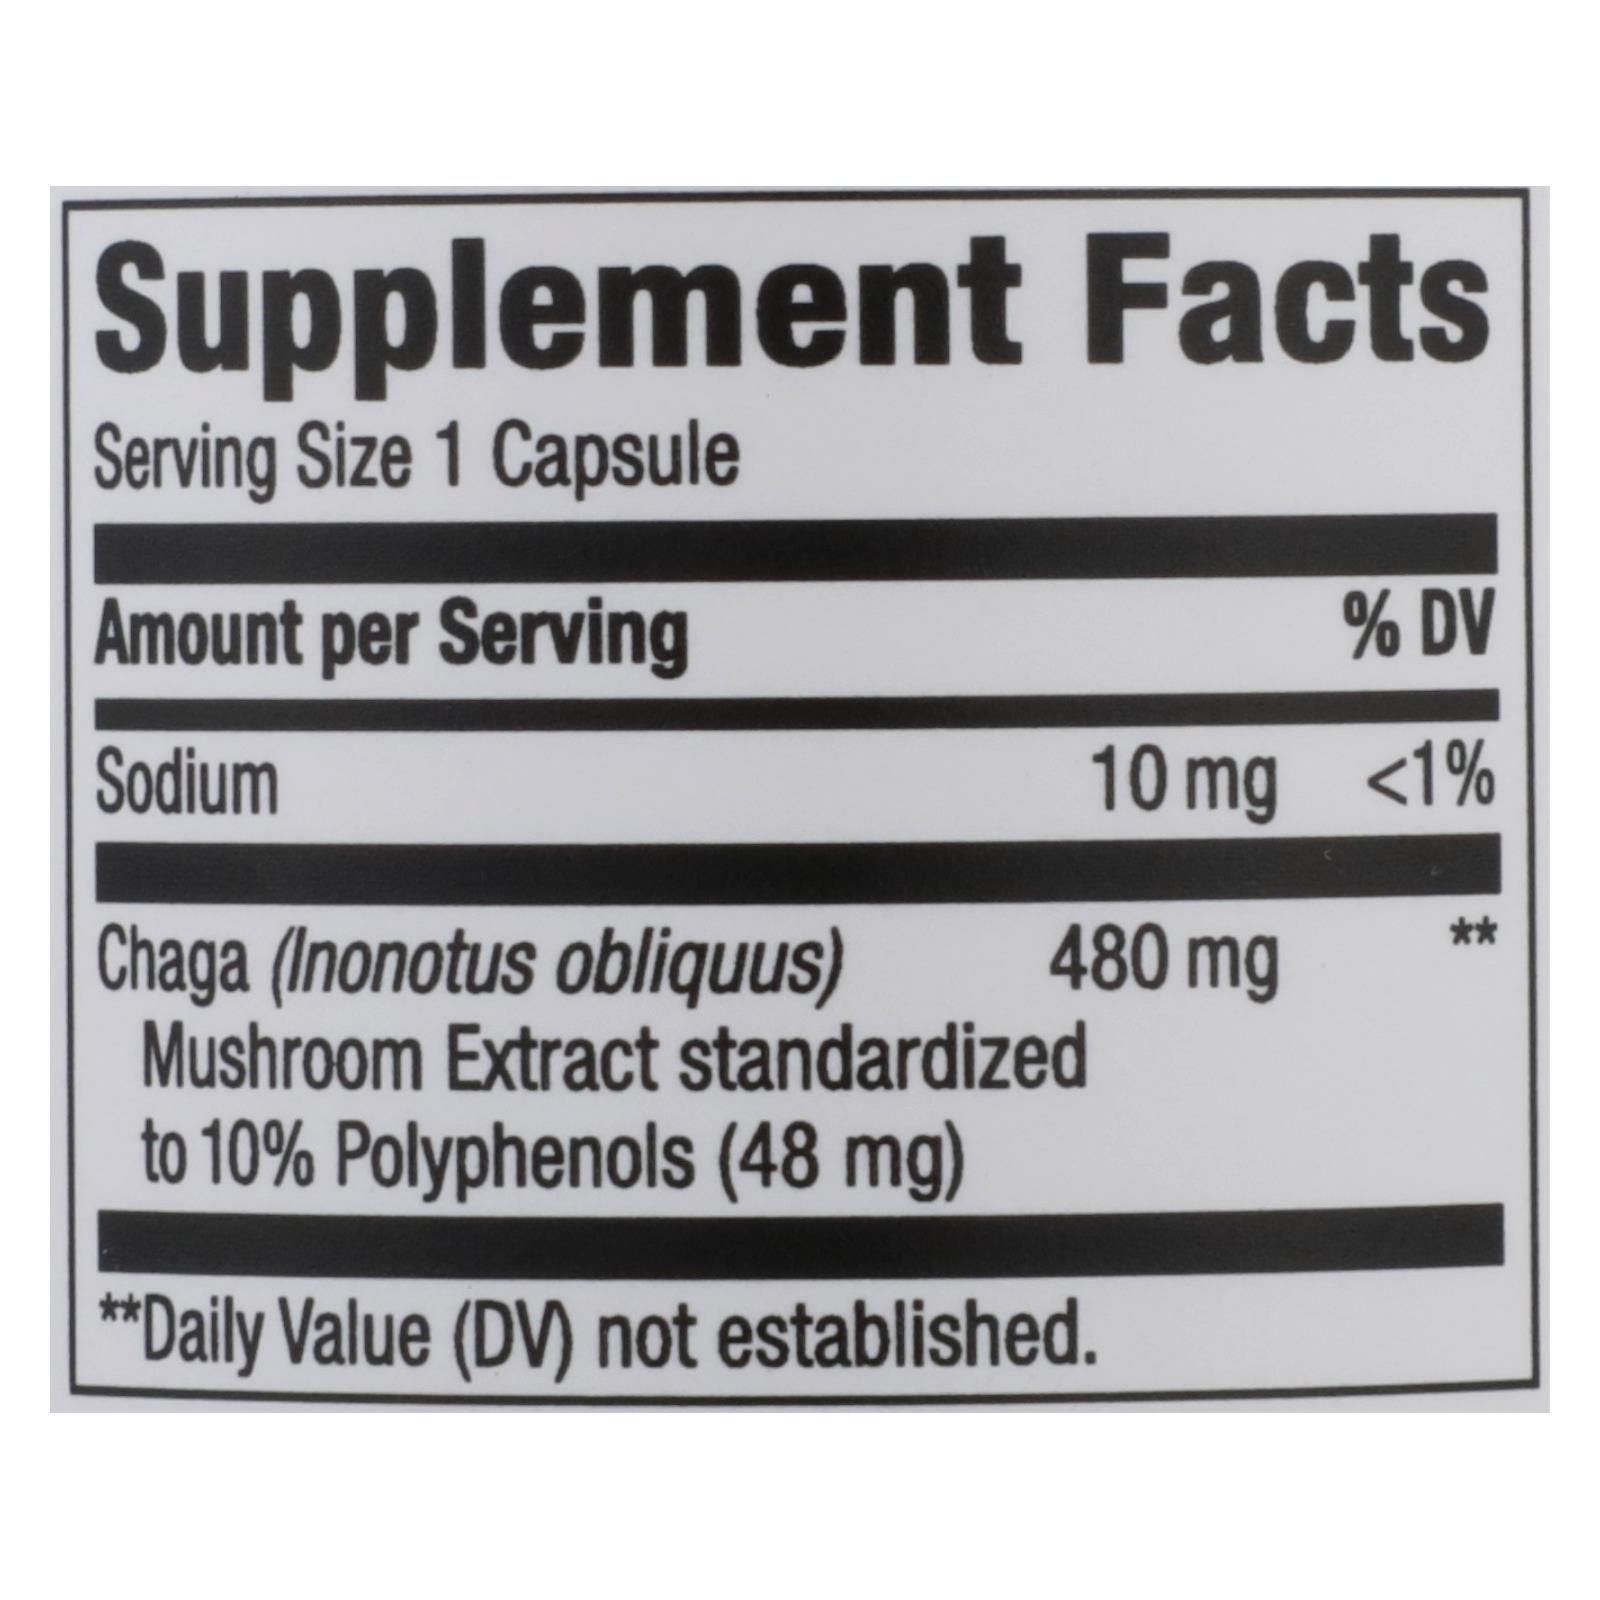 Supplement Facts
Serving Size 1 Capsule
Amount per Serving % DV
Sodium 10 mg <1%
Chaga (Inonotus obliquus) 480 mg **
Mushroom Extract standardized
to 10% Polyphenols (48 mg)
**Daily Value (DV) not established.